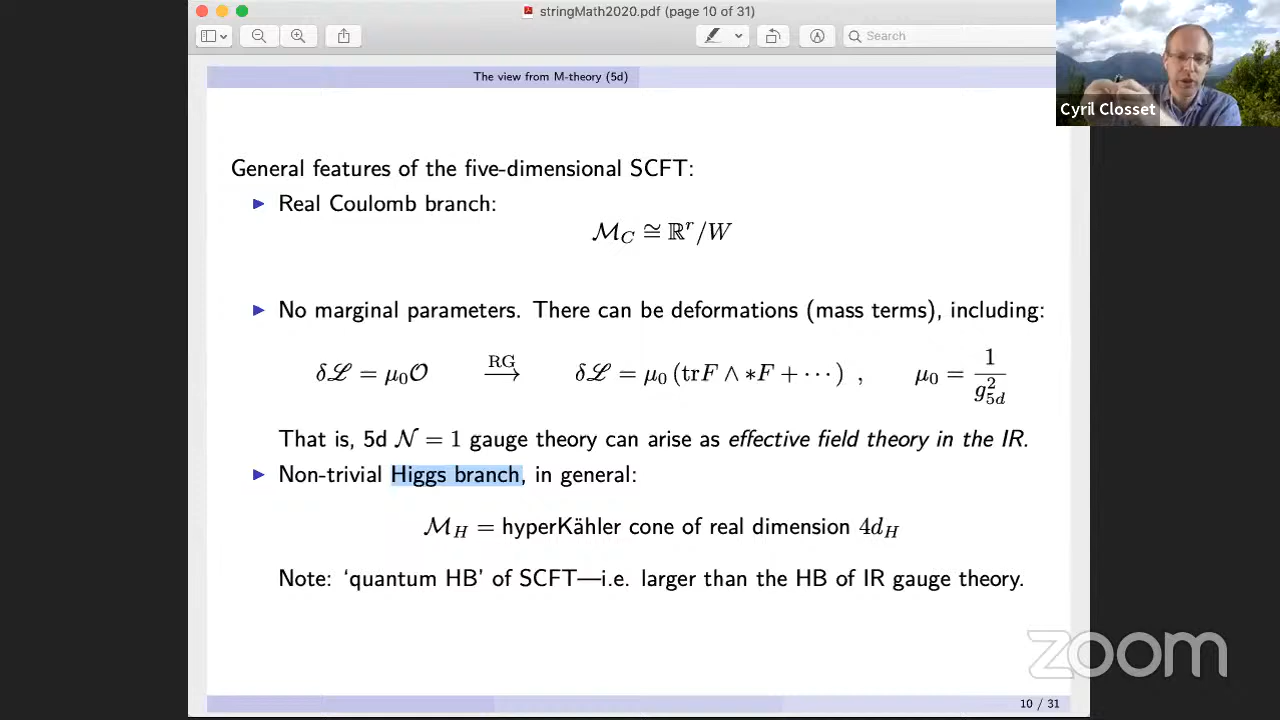 stringMath2020.pdf (page 10 of 31)
Search
Cyril Closset
The view from M-theory (5d)
General features of the five-dimensional SCFT:
▶ Real Coulomb branch:
ℳ_C ≅ ℝ^r/W
▶ No marginal parameters. There can be deformations (mass terms), including:
δℒ = μ₀𝒪 ⟶^{RG} δℒ = μ₀ (trF ∧ ∗F + ⋯) , μ₀ = 1/g²_{5d}
That is, 5d 𝒩 = 1 gauge theory can arise as effective field theory in the IR.
▶ Non-trivial Higgs branch, in general:
ℳ_H = hyperKähler cone of real dimension 4d_H
Note: ‘quantum HB’ of SCFT—i.e. larger than the HB of IR gauge theory.
zoom
10 / 31